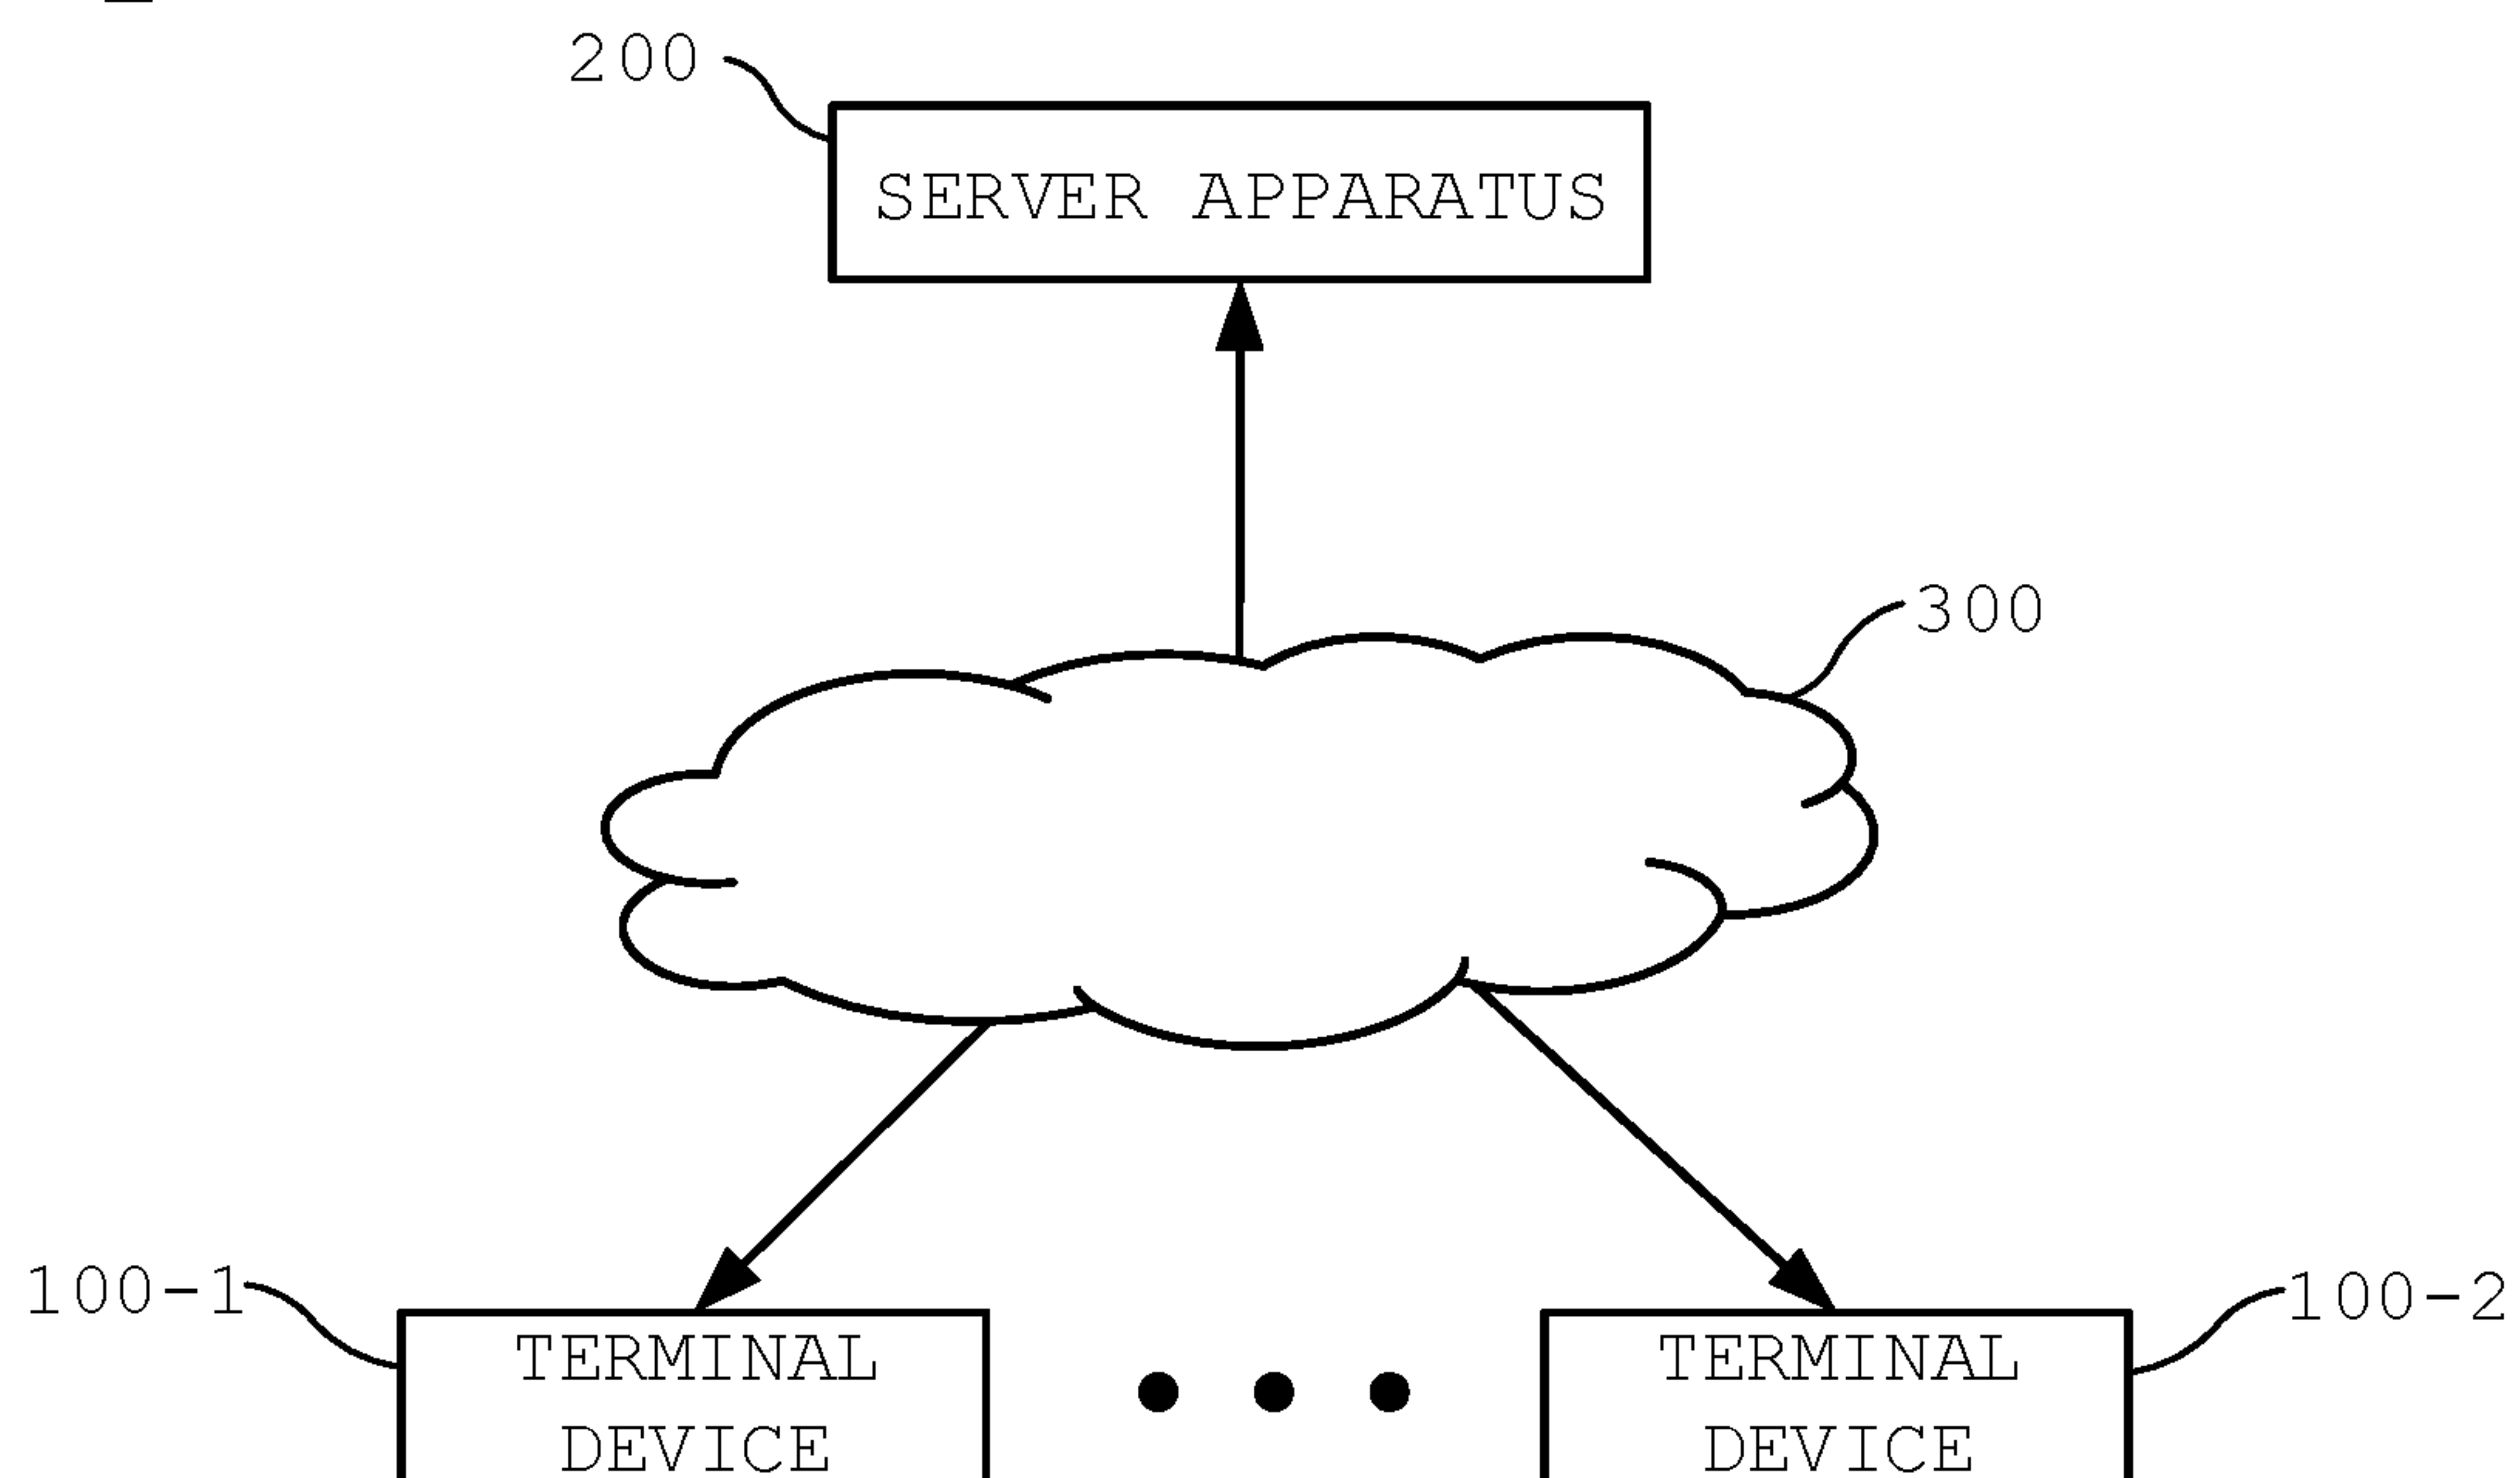 200
SERVER APPARATUS
300
100-1
100-2
TERMINAL
DEVICE
TERMINAL
DEVICE